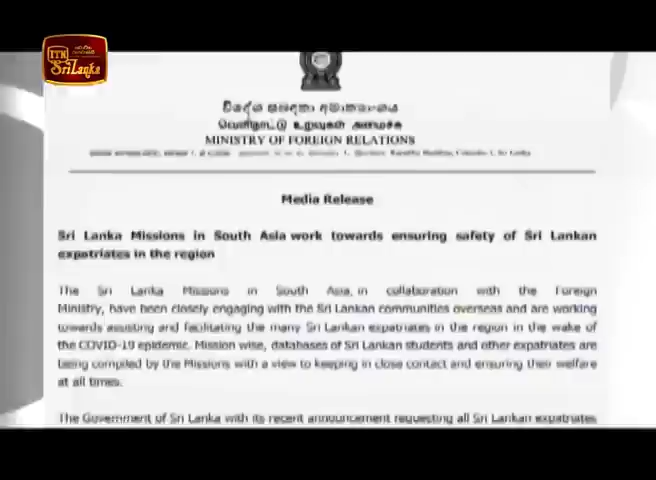 ITN
Sri Lanka
විදේශ සබඳතා අමාත්‍යාංශය
வெளிநாட்டு உறவுகள் அமைச்சு
MINISTRY OF FOREIGN RELATIONS
Media Release
Sri Lanka Missions in South Asia work towards ensuring safety of Sri Lankan
expatriates in the region
The Sri Lanka Missions in South Asia, in collaboration with the Foreign
Ministry, have been closely engaging with the Sri Lankan communities overseas and are working
towards assisting and facilitating the many Sri Lankan expatriates in the region in the wake of
the COVID-19 epidemic. Mission wise, databases of Sri Lankan students and other expatriates are
being compiled by the Missions with a view to keeping in close contact and ensuring their welfare
at all times.
The Government of Sri Lanka with its recent announcement requesting all Sri Lankan expatriates